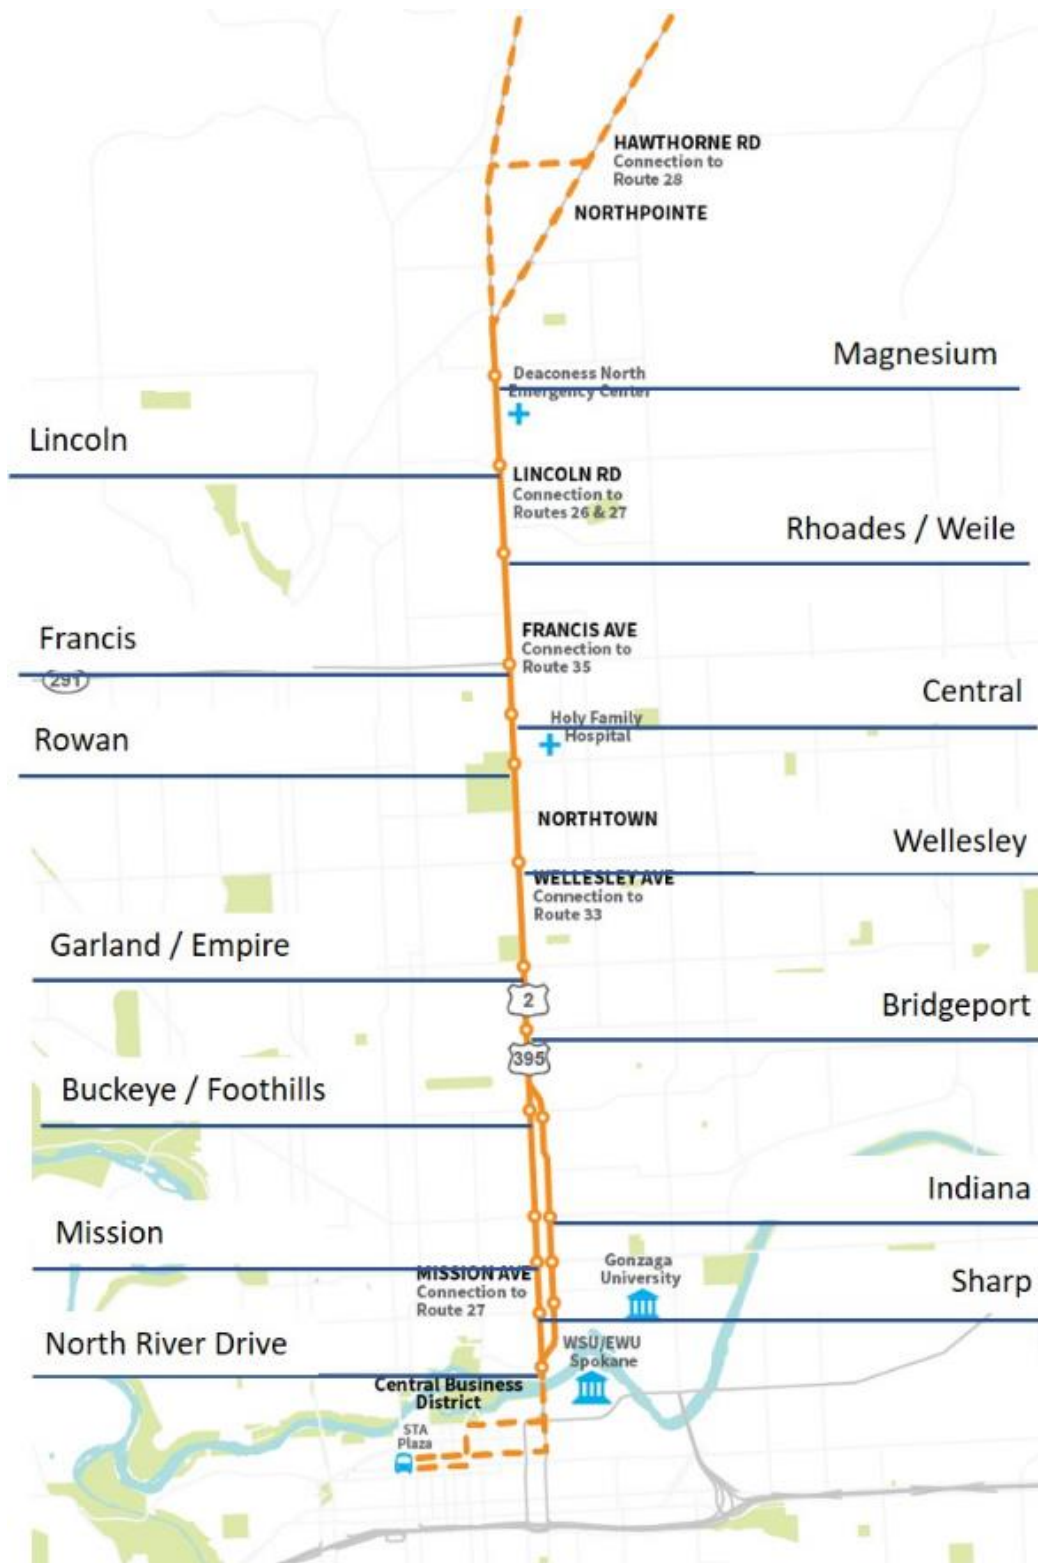 HAWTHORNE RD
Connection to
Route 28
NORTHPOINTE
Magnesium
Deaconess North
Emergency Center
Lincoln
LINCOLN RD
Connection to
Routes 26 & 27
Rhoades / Weile
Francis
FRANCIS AVE
Connection to
Route 35
291
Central
Holy Family
Hospital
Rowan
NORTHTOWN
Wellesley
WELLESLEY AVE
Connection to
Route 33
Garland / Empire
2
Bridgeport
395
Buckeye / Foothills
Indiana
Mission
MISSION AVE
Connection to
Route 27
Gonzaga
University
Sharp
North River Drive
WSU/EWU
Spokane
Central Business
District
STA
Plaza